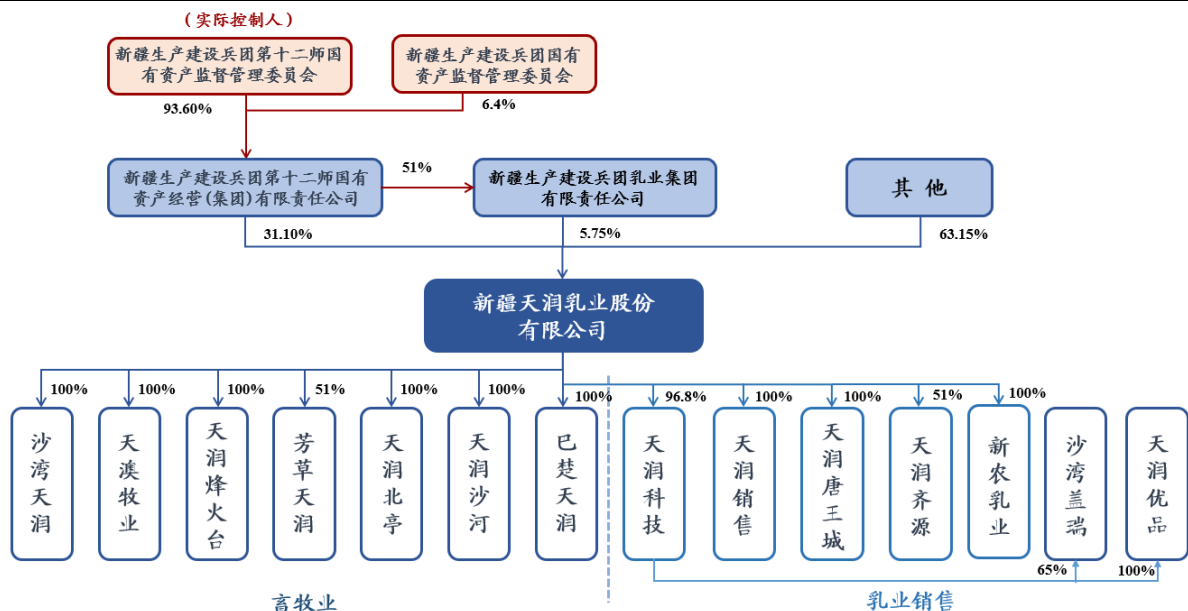 （实际控制人）
新疆生产建设兵团第十二师国
有资产监督管理委员会
新疆生产建设兵团国有
资产监督管理委员会
93.60%
6.4%
新疆生产建设兵团第十二师国有
资产经营(集团)有限责任公司
51%
新疆生产建设兵团乳业集团
有限责任公司
其 他
31.10%
5.75%
63.15%
新疆天润乳业股份
有限公司
100%
100%
100%
51%
100%
100%
100%
96.8%
100%
100%
51%
100%
沙湾天润
天澳牧业
天润烽火台
芳草天润
天润北亭
天润沙河
巴楚天润
天润科技
天润销售
天润唐王城
天润齐源
新农乳业
沙湾盖瑞
天润优品
65%
100%
畜牧业
乳业销售